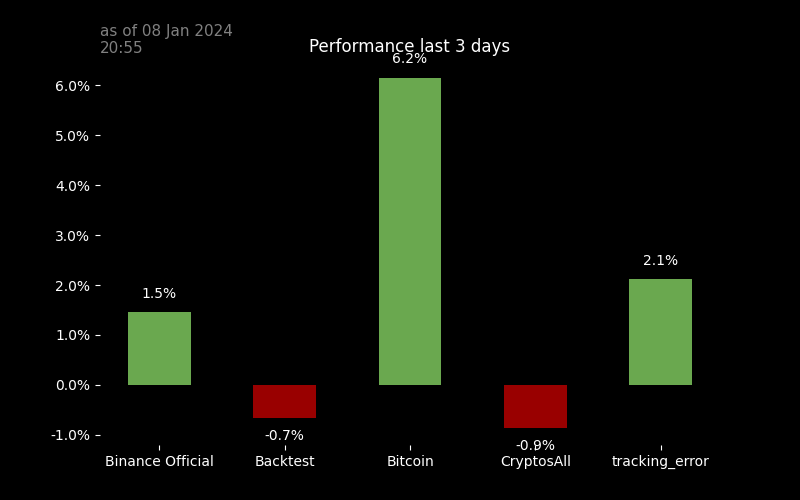 as of 08 Jan 2024
20:55
Performance last 3 days
6.2%
6.0%
5.0%
4.0%
3.0%
2.1%
2.0%
1.5%
1.0%
0.0%
-1.0%
-0.7%
-0.9%
Binance Official
Backtest
Bitcoin
CryptosAll
tracking_error